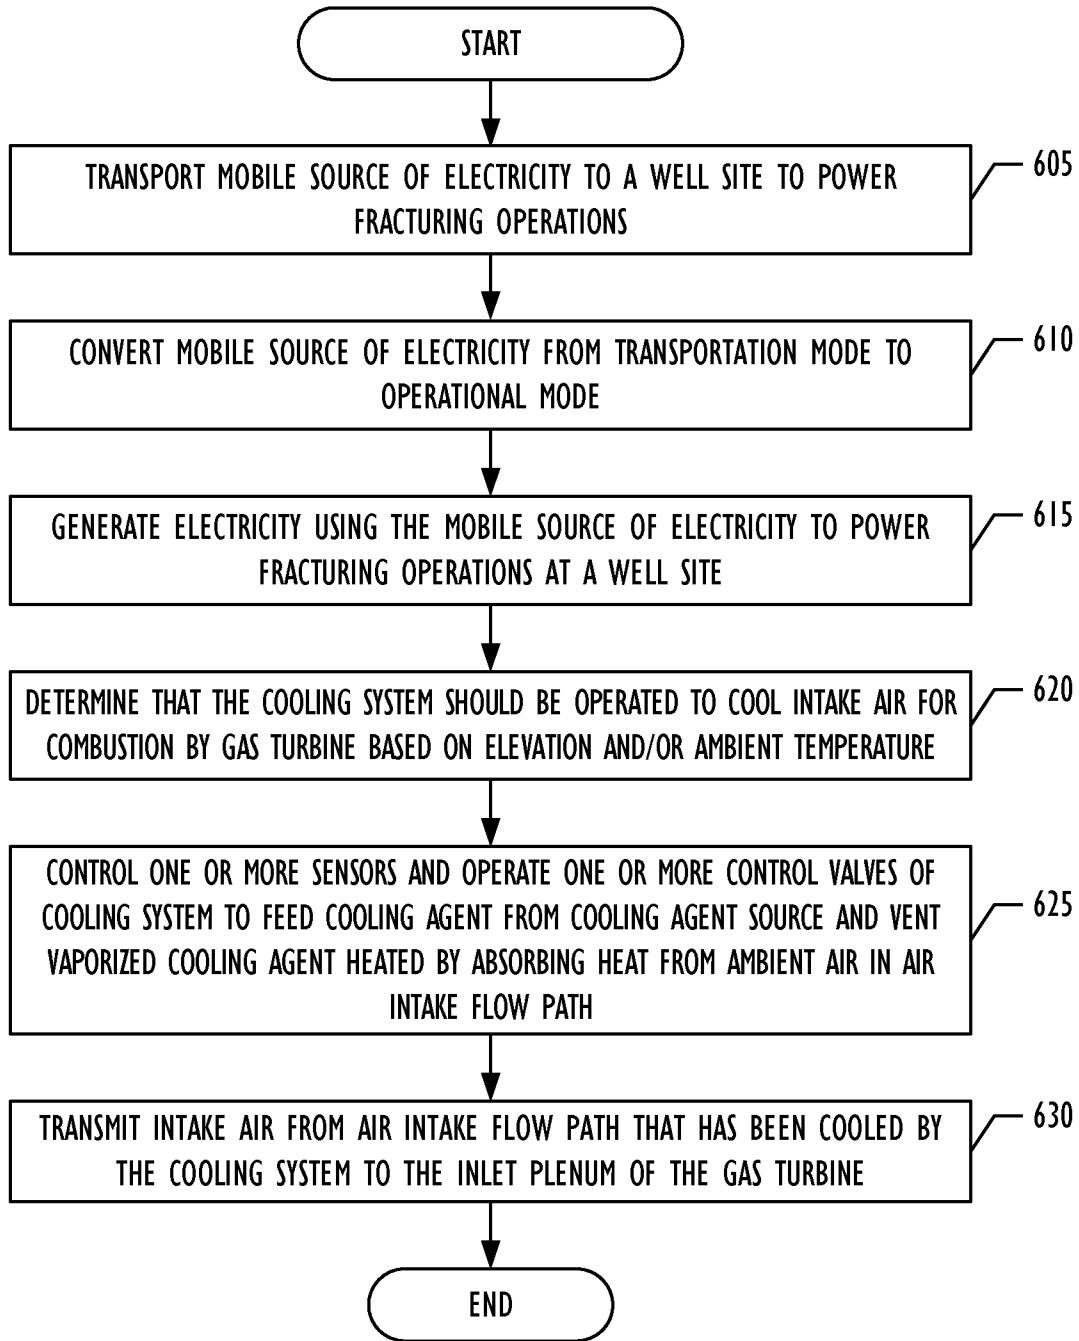 START
TRANSPORT MOBILE SOURCE OF ELECTRICITY TO A WELL SITE TO POWER
FRACTURING OPERATIONS
605
CONVERT MOBILE SOURCE OF ELECTRICITY FROM TRANSPORTATION MODE TO
OPERATIONAL MODE
610
GENERATE ELECTRICITY USING THE MOBILE SOURCE OF ELECTRICITY TO POWER
FRACTURING OPERATIONS AT A WELL SITE
615
DETERMINE THAT THE COOLING SYSTEM SHOULD BE OPERATED TO COOL INTAKE AIR FOR
COMBUSTION BY GAS TURBINE BASED ON ELEVATION AND/OR AMBIENT TEMPERATURE
620
CONTROL ONE OR MORE SENSORS AND OPERATE ONE OR MORE CONTROL VALVES OF
COOLING SYSTEM TO FEED COOLING AGENT FROM COOLING AGENT SOURCE AND VENT
VAPORIZED COOLING AGENT HEATED BY ABSORBING HEAT FROM AMBIENT AIR IN AIR
INTAKE FLOW PATH
625
TRANSMIT INTAKE AIR FROM AIR INTAKE FLOW PATH THAT HAS BEEN COOLED BY
THE COOLING SYSTEM TO THE INLET PLENUM OF THE GAS TURBINE
630
END